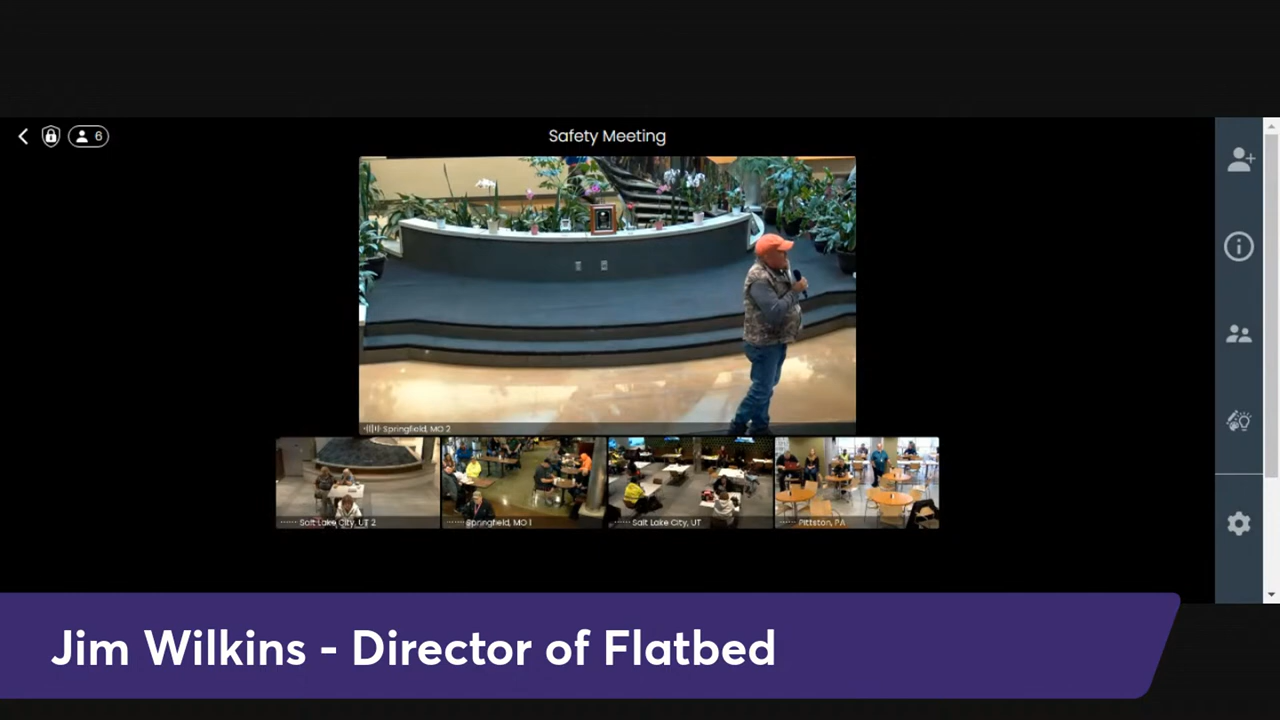 6
Safety Meeting
Springfield, MO 2
Salt Lake City, UT 2
Springfield, MO 1
Salt Lake City, UT
Pittston, PA
Jim Wilkins - Director of Flatbed